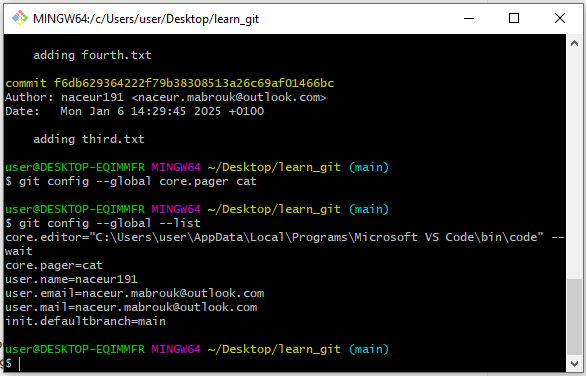 MINGW64:/c/Users/user/Desktop/learn_git
adding fourth.txt
commit f6db629364222f79b38308513a26c69af01466bc
Author: naceur191 <naceur.mabrouk@outlook.com>
Date:   Mon Jan 6 14:29:45 2025 +0100
adding third.txt
user@DESKTOP-EQIMMFR MINGW64 ~/Desktop/learn_git (main)
$ git config --global core.pager cat
user@DESKTOP-EQIMMFR MINGW64 ~/Desktop/learn_git (main)
$ git config --global --list
core.editor="C:\Users\user\AppData\Local\Programs\Microsoft VS Code\bin\code" --
wait
core.pager=cat
user.name=naceur191
user.email=naceur.mabrouk@outlook.com
user.mail=naceur.mabrouk@outlook.com
init.defaultbranch=main
user@DESKTOP-EQIMMFR MINGW64 ~/Desktop/learn_git (main)
$